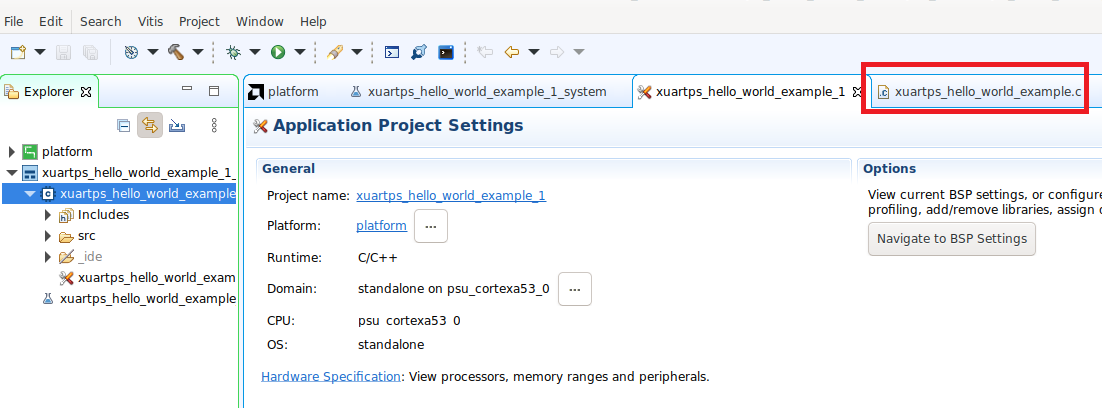 File Edit Search Vitis Project Window Help
Explorer
platform
xuartps_hello_world_example_1_
xuartps_hello_world_example
Includes
src
_ide
xuartps_hello_world_exam
xuartps_hello_world_example
platform xuartps_hello_world_example_1_system xuartps_hello_world_example_1 xuartps_hello_world_example.c
Application Project Settings
General
Project name: xuartps_hello_world_example_1
Platform: platform ...
Runtime: C/C++
Domain: standalone on psu_cortexa53_0 ...
CPU: psu_cortexa53_0
OS: standalone
Hardware Specification: View processors, memory ranges and peripherals.
Options
View current BSP settings, or configure
profiling, add/remove libraries, assign
Navigate to BSP Settings